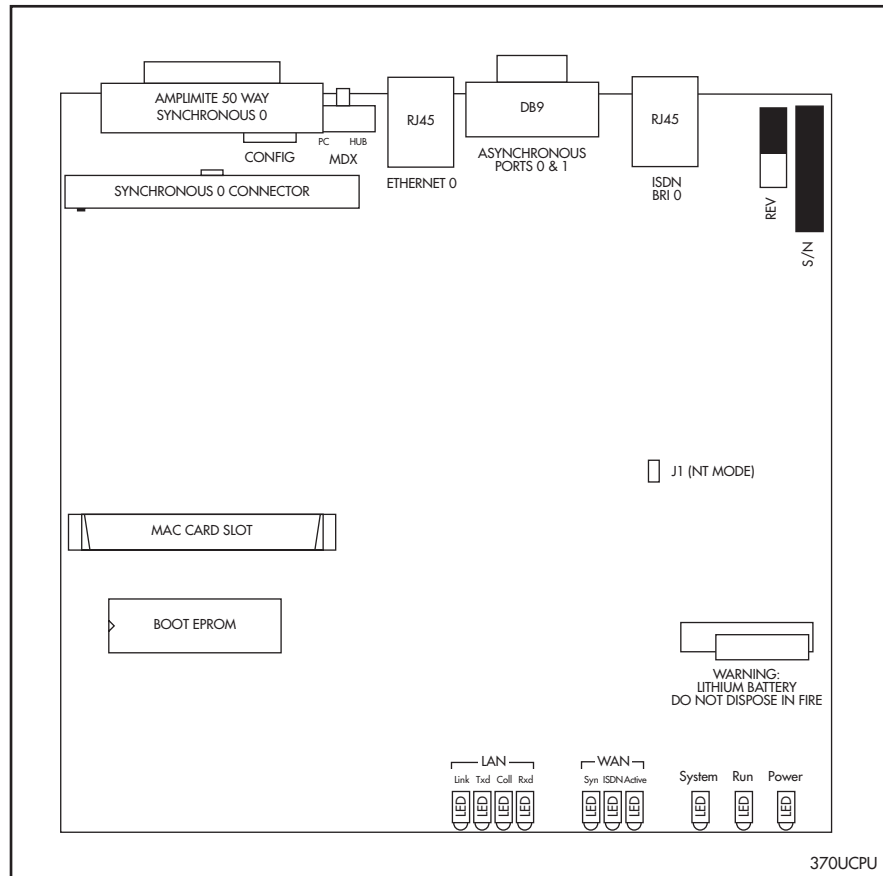 AMPLIMITE 50 WAY
SYNCHRONOUS 0
CONFIG
PC HUB
MDX
RJ45
ETHERNET 0
DB9
ASYNCHRONOUS
PORTS 0 & 1
RJ45
ISDN
BRI 0
REV
S/N
SYNCHRONOUS 0 CONNECTOR
J1 (NT MODE)
MAC CARD SLOT
BOOT EPROM
WARNING:
LITHIUM BATTERY
DO NOT DISPOSE IN FIRE
LAN
Link Txd Coll Rxd
LED LED LED LED
WAN
Syn ISDN Active
LED LED LED
System Run Power
LED LED LED
370UCPU